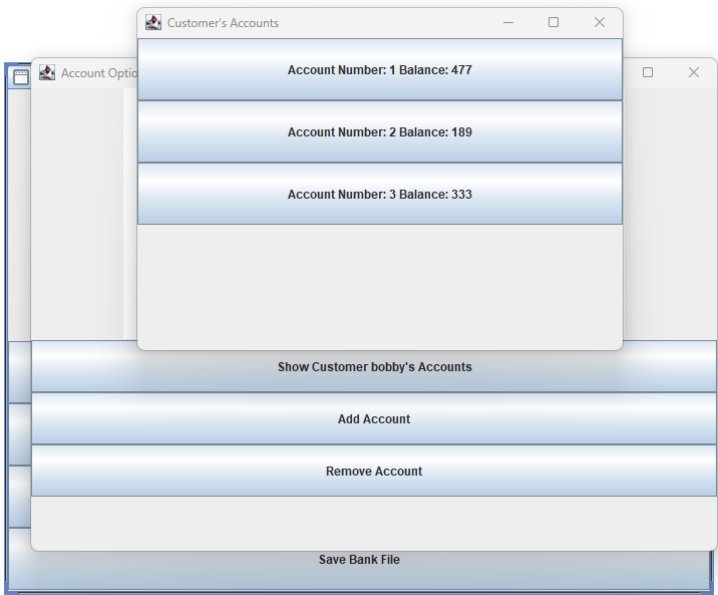 Customer's Accounts
Account Number: 1 Balance: 477
Account Optio
Account Number: 2 Balance: 189
Account Number: 3 Balance: 333
Show Customer bobby's Accounts
Add Account
Remove Account
Save Bank File